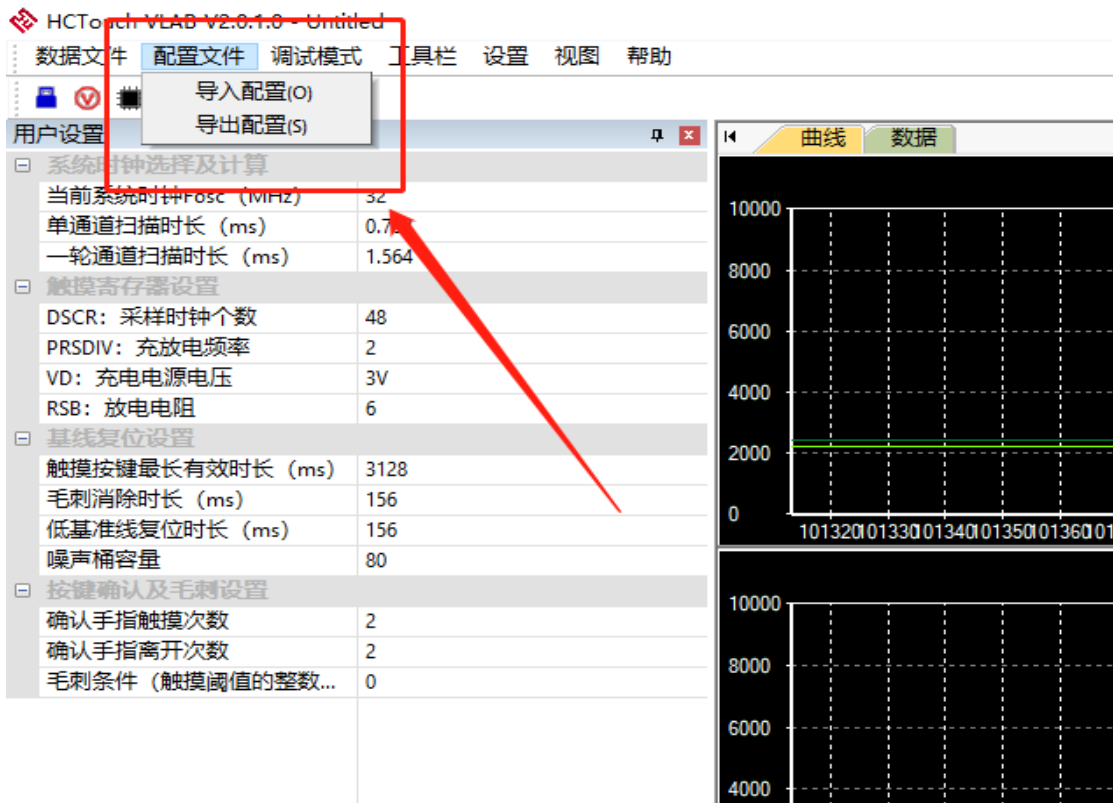 HCTouch VLAB V2.0.1.0 - Untitled
数据文件 配置文件 调试模式 工具栏 设置 视图 帮助
导入配置(O)
导出配置(S)
用户设置
曲线 数据
系统时钟选择及计算
当前系统时钟Fosc (MHz) 32
单通道扫描时长 (ms) 0.7
一轮通道扫描时长 (ms) 1.564
触摸寄存器设置
DSCR: 采样时钟个数 48
PRSDIV: 充放电频率 2
VD: 充电电源电压 3V
RSB: 放电电阻 6
基线复位设置
触摸按键最长有效时长 (ms) 3128
毛刺消除时长 (ms) 156
低基准线复位时长 (ms) 156
噪声桶容量 80
按键确认及毛刺设置
确认手指触摸次数 2
确认手指离开次数 2
毛刺条件 (触摸阈值的整数... 0
10000
8000
6000
4000
2000
0
101320 101330 101340 101350 101360 101
10000
8000
6000
4000